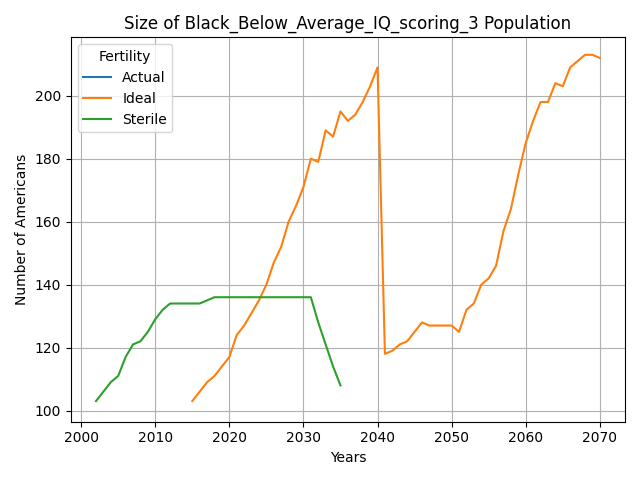 Size of Black_Below_Average_IQ_scoring_3 Population
Fertility
Actual
Ideal
Sterile
Number of Americans
200
180
160
140
120
100
2000 2010 2020 2030 2040 2050 2060 2070
Years